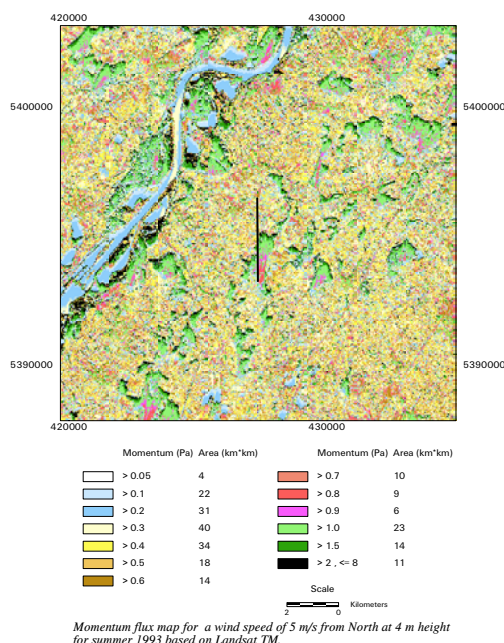 420000 430000
5400000 5400000
5390000 5390000
420000 430000
Momentum (Pa) Area (km*km) Momentum (Pa) Area (km*km)
> 0.05 4 > 0.7 10
> 0.1 22 > 0.8 9
> 0.2 31 > 0.9 6
> 0.3 40 > 1.0 23
> 0.4 34 > 1.5 14
> 0.5 18 > 2 , <= 8 11
> 0.6 14
Scale
2 0 Kilometers
Momentum flux map for a wind speed of 5 m/s from North at 4 m height
for summer 1993 based on Landsat TM.